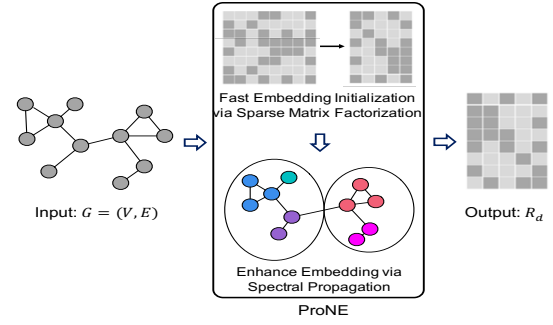 Fast Embedding Initialization
via Sparse Matrix Factorization
Input: G = (V, E)
Output: R_d
Enhance Embedding via
Spectral Propagation
ProNE